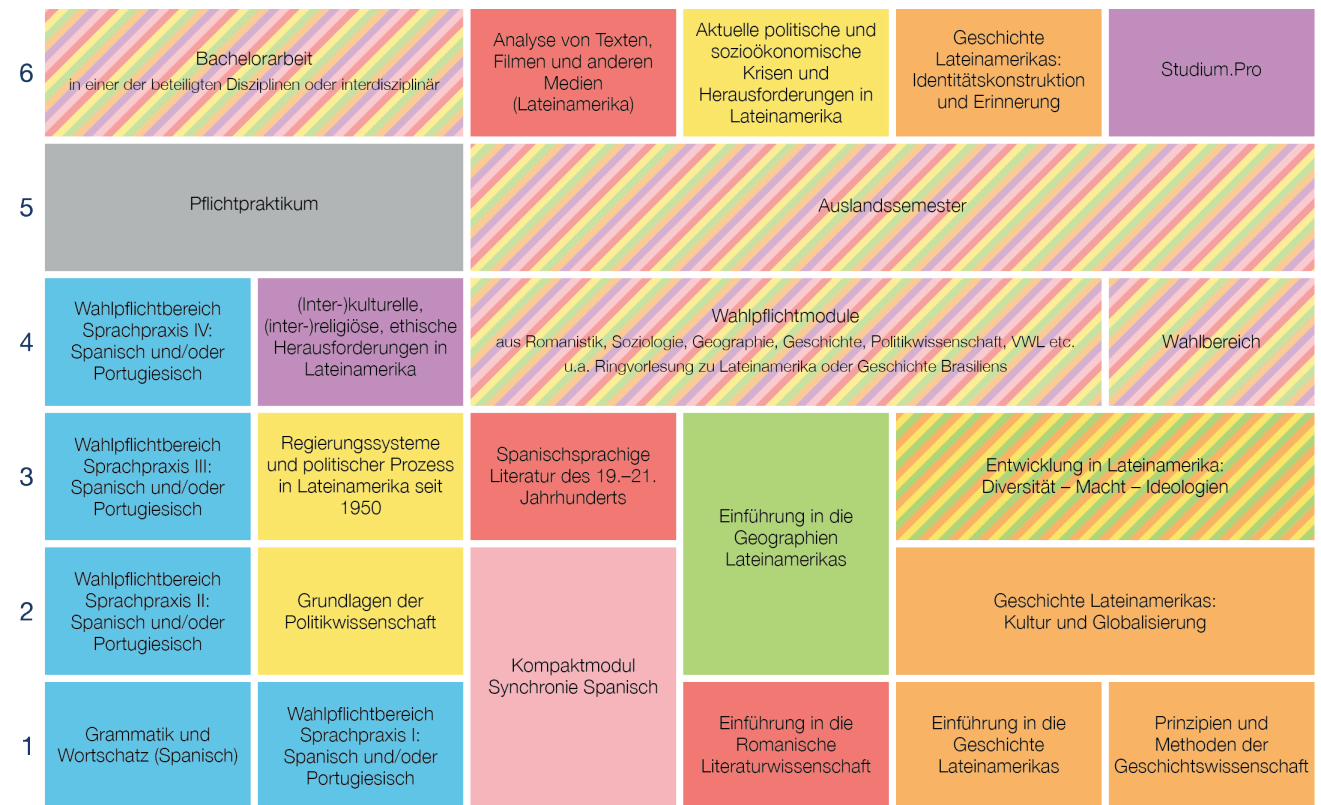 6
Bachelorarbeit
in einer der beteiligten Disziplinen oder interdisziplinär
Analyse von Texten,
Filmen und anderen
Medien
(Lateinamerika)
Aktuelle politische und
sozioökonomische
Krisen und
Herausforderungen in
Lateinamerika
Geschichte
Lateinamerikas:
Identitätskonstruktion
und Erinnerung
Studium.Pro
5
Pflichtpraktikum
Auslandssemester
4
Wahlpflichtbereich
Sprachpraxis IV:
Spanisch und/oder
Portugiesisch
(Inter-)kulturelle,
(inter-)religiöse, ethische
Herausforderungen in
Lateinamerika
Wahlpflichtmodule
aus Romanistik, Soziologie, Geographie, Geschichte, Politikwissenschaft, VWL etc.
u.a. Ringvorlesung zu Lateinamerika oder Geschichte Brasiliens
Wahlbereich
3
Wahlpflichtbereich
Sprachpraxis III:
Spanisch und/oder
Portugiesisch
Regierungssysteme
und politischer Prozess
in Lateinamerika seit
1950
Spanischsprachige
Literatur des 19.–21.
Jahrhunderts
Einführung in die
Geographien
Lateinamerikas
Entwicklung in Lateinamerika:
Diversität – Macht – Ideologien
2
Wahlpflichtbereich
Sprachpraxis II:
Spanisch und/oder
Portugiesisch
Grundlagen der
Politikwissenschaft
Kompaktmodul
Synchronie Spanisch
Geschichte Lateinamerikas:
Kultur und Globalisierung
1
Grammatik und
Wortschatz (Spanisch)
Wahlpflichtbereich
Sprachpraxis I:
Spanisch und/oder
Portugiesisch
Einführung in die
Romanische
Literaturwissenschaft
Einführung in die
Geschichte
Lateinamerikas
Prinzipien und
Methoden der
Geschichtswissenschaft